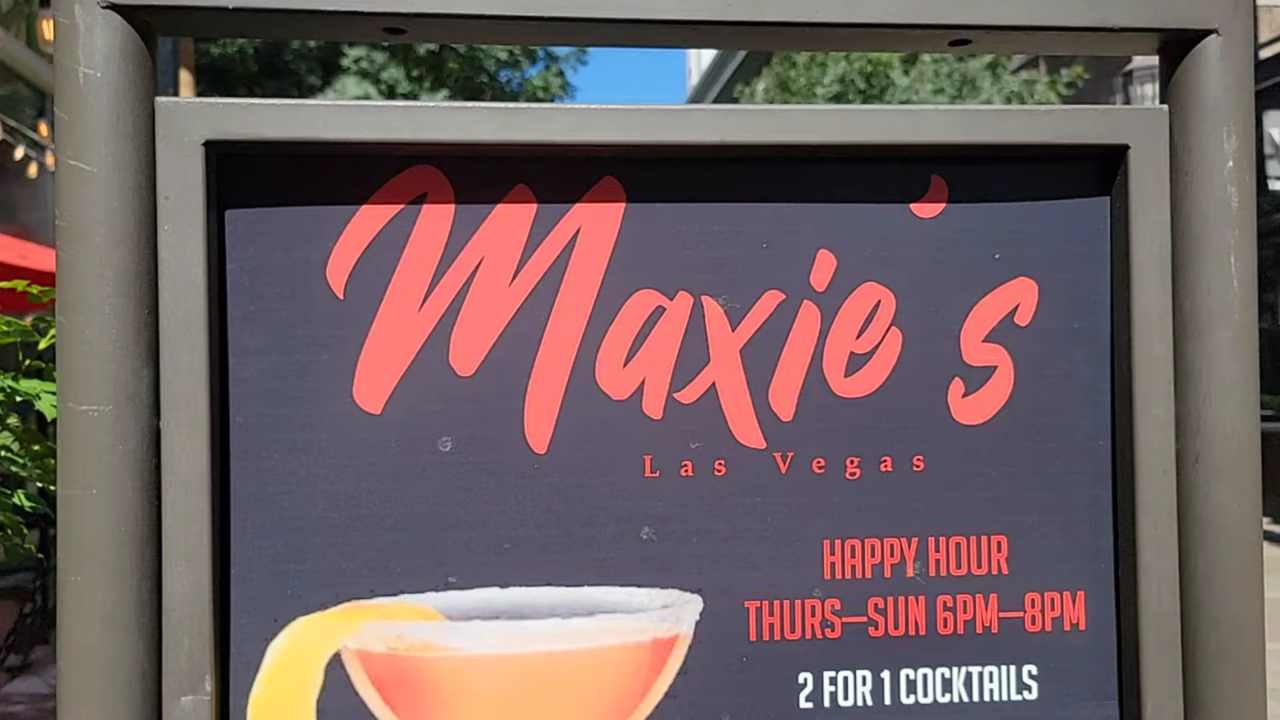 Maxie's
Las Vegas
HAPPY HOUR
THURS–SUN 6PM–8PM
2 FOR 1 COCKTAILS